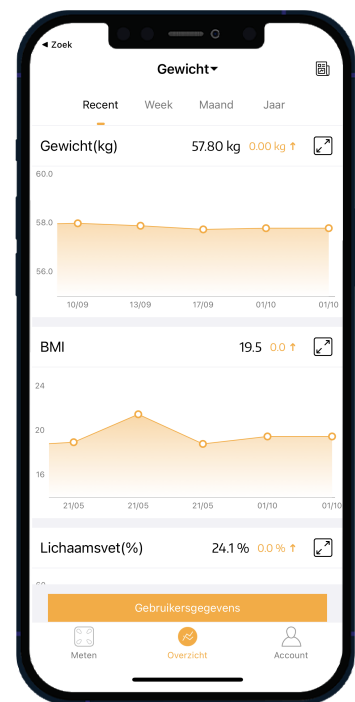 ◄ Zoek
Gewicht▾
Recent Week Maand Jaar
Gewicht(kg) 57.80 kg 0.00 kg ↑
60.0
58.0
56.0
10/09 13/09 17/09 01/10 01/10
BMI 19.5 0.0 ↑
24
20
16
21/05 21/05 21/05 01/10 01/10
Lichaamsvet(%) 24.1 % 0.0 % ↑
Gebruikersgegevens
Meten Overzicht Account